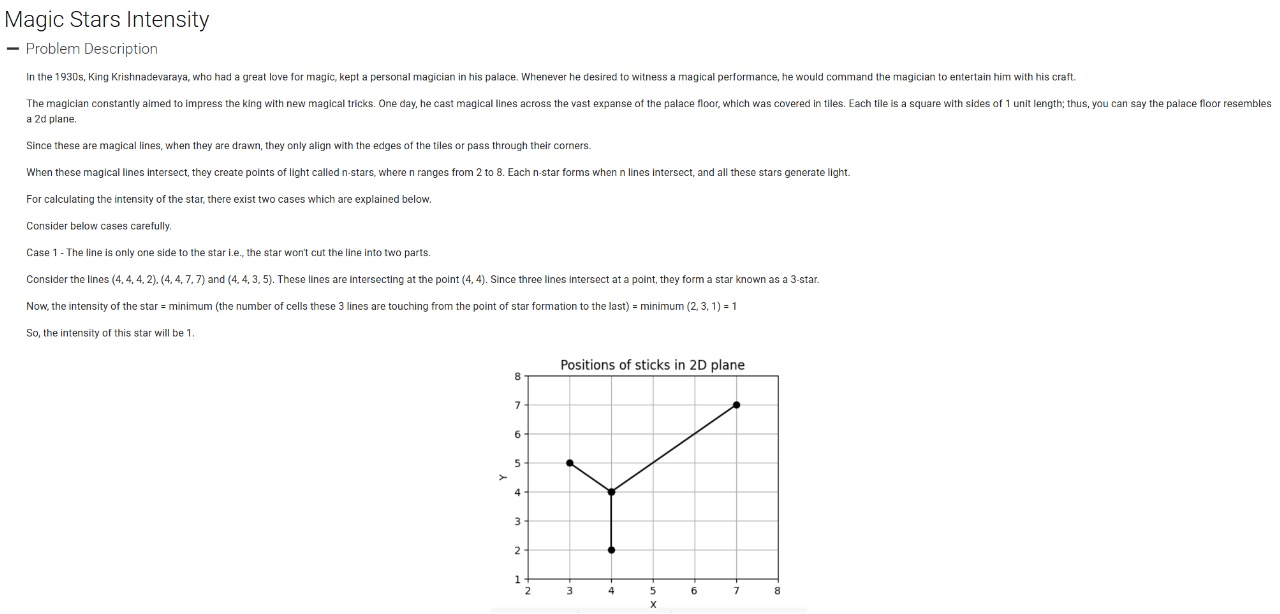 Magic Stars Intensity
Problem Description
In the 1930s, King Krishnadevaraya, who had a great love for magic, kept a personal magician in his palace. Whenever he desired to witness a magical performance, he would command the magician to entertain him with his craft.
The magician constantly aimed to impress the king with new magical tricks. One day, he cast magical lines across the vast expanse of the palace floor, which was covered in tiles. Each tile is a square with sides of 1 unit length; thus, you can say the palace floor resembles
a 2d plane.
Since these are magical lines, when they are drawn, they only align with the edges of the tiles or pass through their corners.
When these magical lines intersect, they create points of light called n-stars, where n ranges from 2 to 8. Each n-star forms when n lines intersect, and all these stars generate light.
For calculating the intensity of the star, there exist two cases which are explained below.
Consider below cases carefully.
Case 1 - The line is only one side to the star i.e., the star won't cut the line into two parts.
Consider the lines (4, 4, 4, 2), (4, 4, 7, 7) and (4, 4, 3, 5). These lines are intersecting at the point (4, 4). Since three lines intersect at a point, they form a star known as a 3-star.
Now, the intensity of the star = minimum (the number of cells these 3 lines are touching from the point of star formation to the last) = minimum (2, 3, 1) = 1
So, the intensity of this star will be 1.
Positions of sticks in 2D plane
8
7
6
5
Y
4
3
2
1
2 3 4 5 6 7 8
X